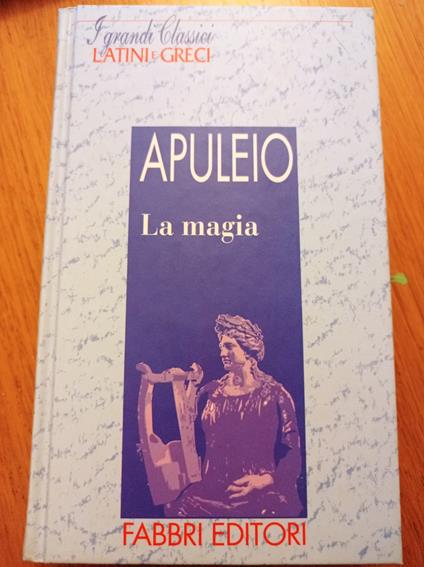 I grandi Classici
LATINI E GRECI
APULEIO
La magia
FABBRI EDITORI